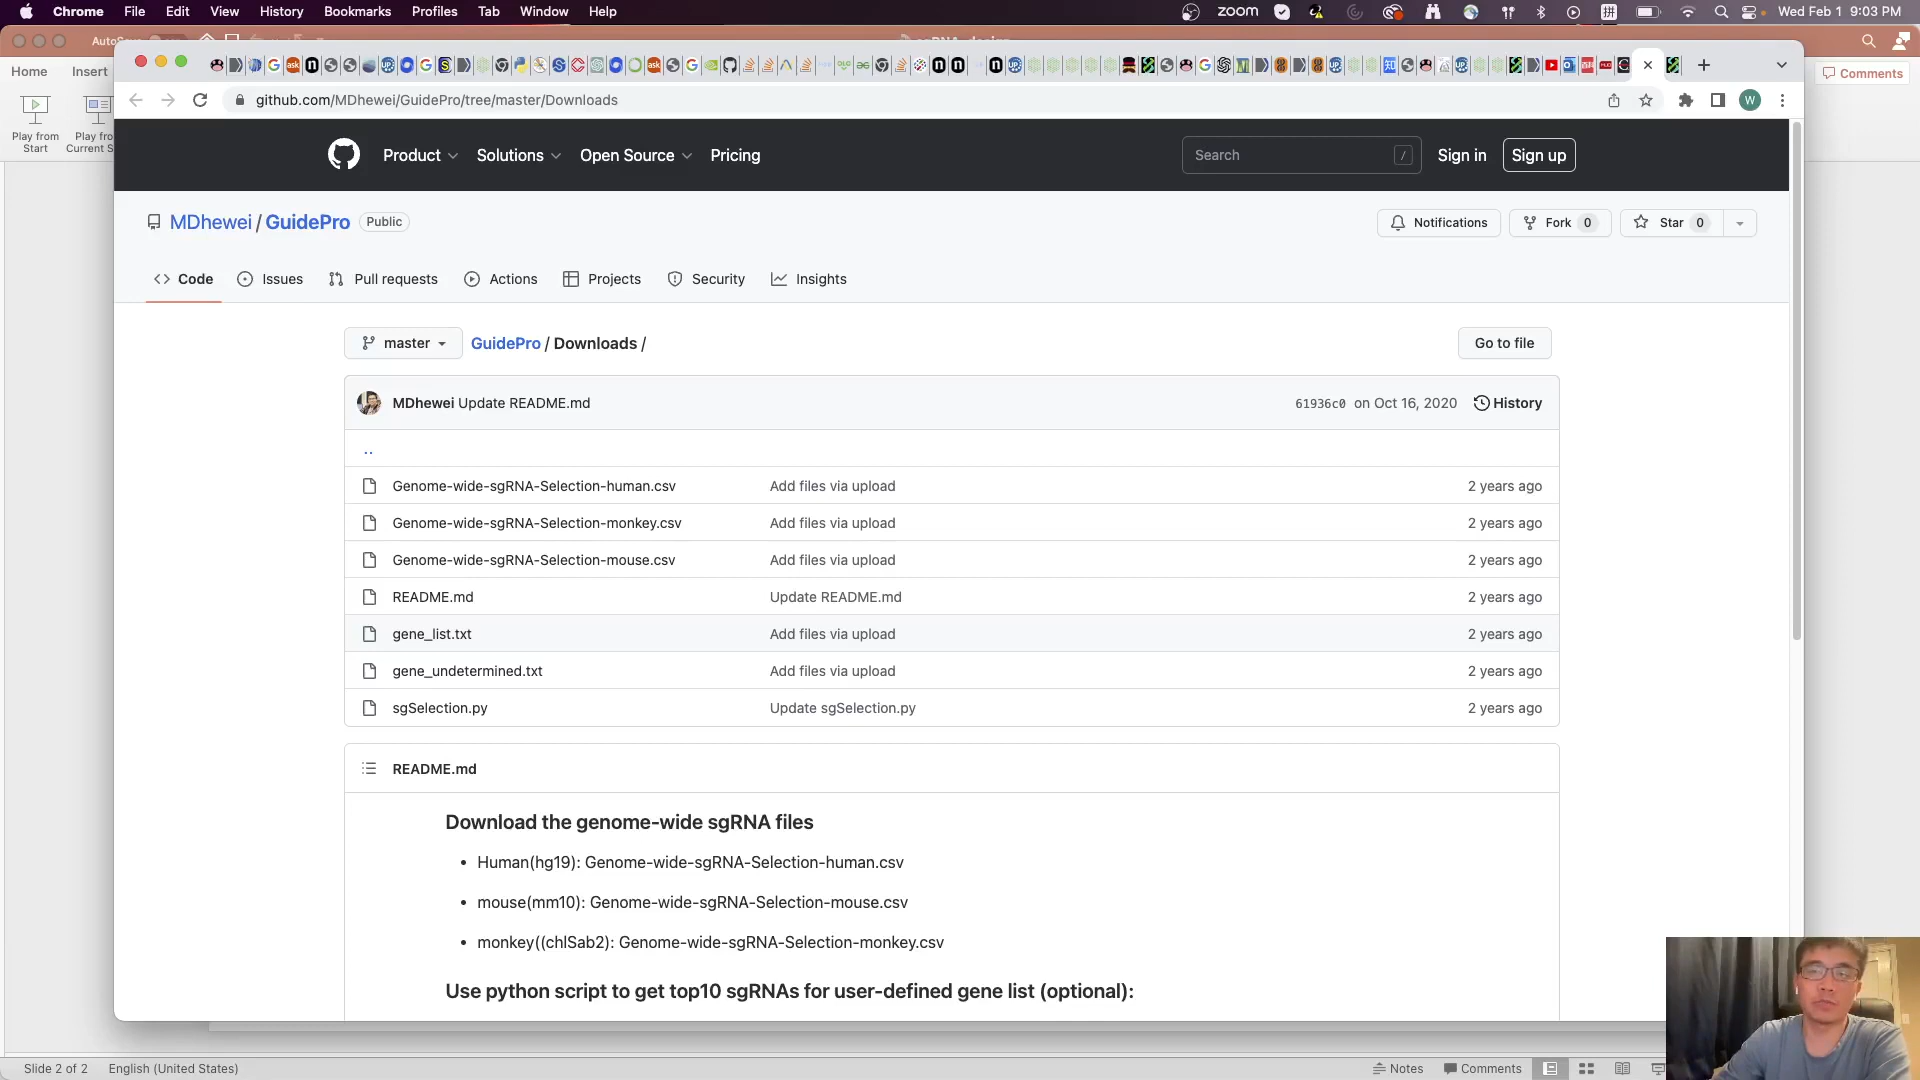 Chrome File Edit View History Bookmarks Profiles Tab Window Help
zoom
Wed Feb 1 9:03 PM
Home Insert
Comments
Play from Start
Play fro
Current S
github.com/MDhewei/GuidePro/tree/master/Downloads
W
Product Solutions Open Source Pricing
Search /
Sign in Sign up
MDhewei / GuidePro Public
Notifications Fork 0 Star 0
Code Issues Pull requests Actions Projects Security Insights
master GuidePro / Downloads /
Go to file
MDhewei Update README.md 61936c0 on Oct 16, 2020 History
..
Genome-wide-sgRNA-Selection-human.csv Add files via upload 2 years ago
Genome-wide-sgRNA-Selection-monkey.csv Add files via upload 2 years ago
Genome-wide-sgRNA-Selection-mouse.csv Add files via upload 2 years ago
README.md Update README.md 2 years ago
gene_list.txt Add files via upload 2 years ago
gene_undetermined.txt Add files via upload 2 years ago
sgSelection.py Update sgSelection.py 2 years ago
README.md
Download the genome-wide sgRNA files
• Human(hg19): Genome-wide-sgRNA-Selection-human.csv
• mouse(mm10): Genome-wide-sgRNA-Selection-mouse.csv
• monkey((chlSab2): Genome-wide-sgRNA-Selection-monkey.csv
Use python script to get top10 sgRNAs for user-defined gene list (optional):
Slide 2 of 2 English (United States)
Notes Comments